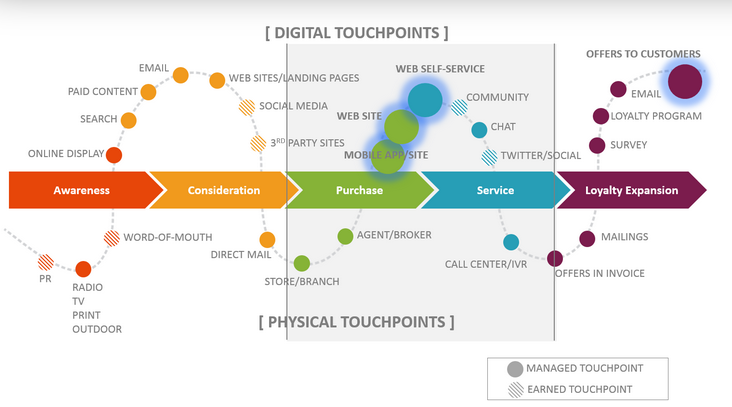 [ DIGITAL TOUCHPOINTS ]
OFFERS TO CUSTOMERS
EMAIL
WEB SELF-SERVICE
WEB SITES/LANDING PAGES
PAID CONTENT
EMAIL
COMMUNITY
SOCIAL MEDIA
SEARCH
WEB SITE
LOYALTY PROGRAM
CHAT
3RD PARTY SITES
SURVEY
ONLINE DISPLAY
MOBILE APP/SITE
TWITTER/SOCIAL
Awareness
Consideration
Purchase
Service
Loyalty Expansion
WORD-OF-MOUTH
AGENT/BROKER
MAILINGS
DIRECT MAIL
CALL CENTER/IVR
PR
STORE/BRANCH
OFFERS IN INVOICE
RADIO
TV
PRINT
OUTDOOR
[ PHYSICAL TOUCHPOINTS ]
MANAGED TOUCHPOINT
EARNED TOUCHPOINT